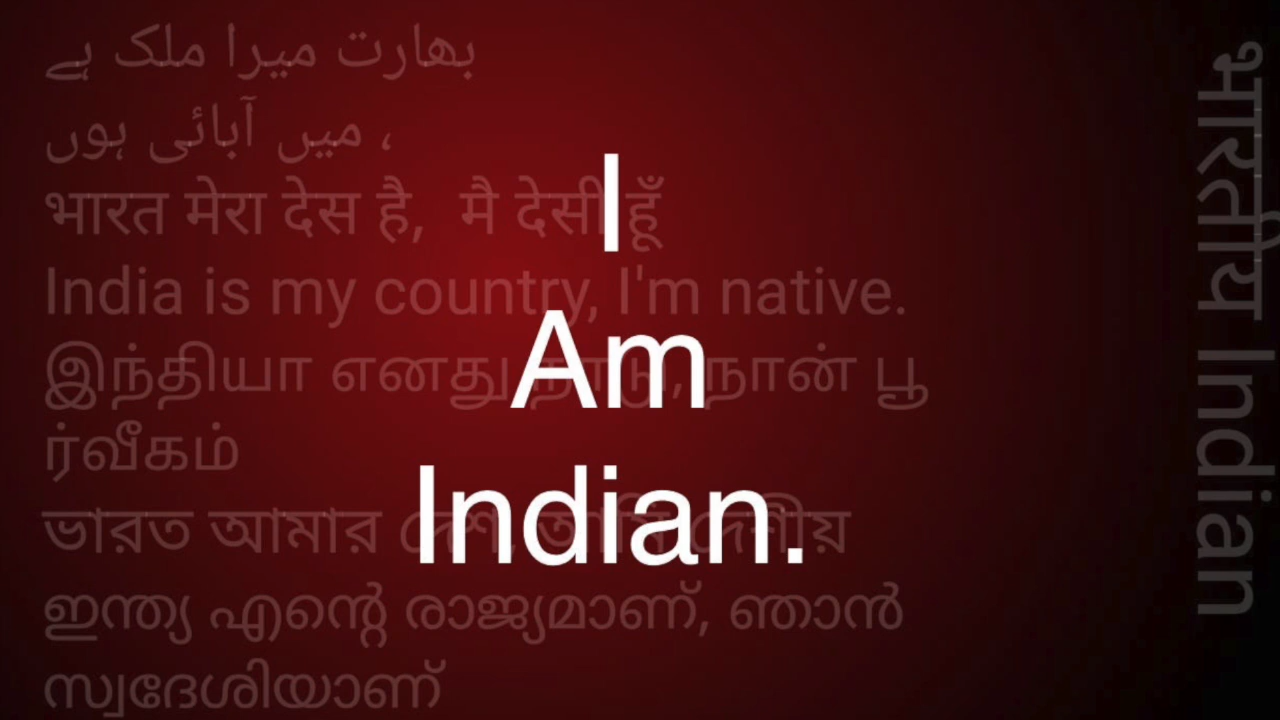 بھارت میرا ملک ہے
، میں آبائی ہوں
भारत मेरा देस है, मै देसी हूँ
India is my country, I'm native.
இந்தியா எனது நாடு, நான் பூ
ர்வீகம்
ভারত আমার দেশ, আমি দেশীয়
ഇന്ത്യ എന്റെ രാജ്യമാണ്, ഞാൻ
സ്വദേശിയാണ്
I
Am
Indian.
भारतीय Indian